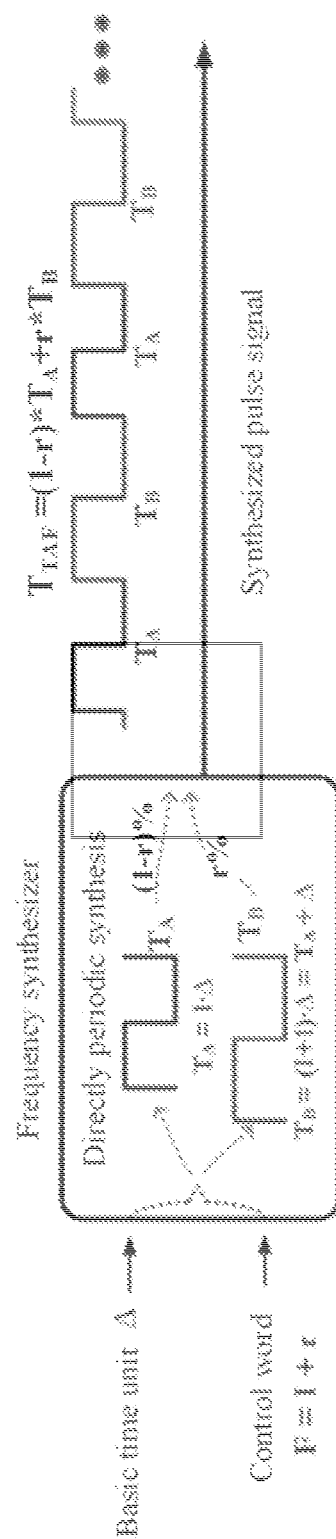 Frequency synthesizer
Directly periodic synthesis
Basic time unit Δ
Control word
F = I + r
T_A
T_A = I·Δ
T_B
T_B = (I+1)·Δ = T_A + Δ
(1-r)%
r%
T_TAF =(1-r)*T_A+r*T_B
T_A
T_B
T_A
T_B
Synthesized pulse signal